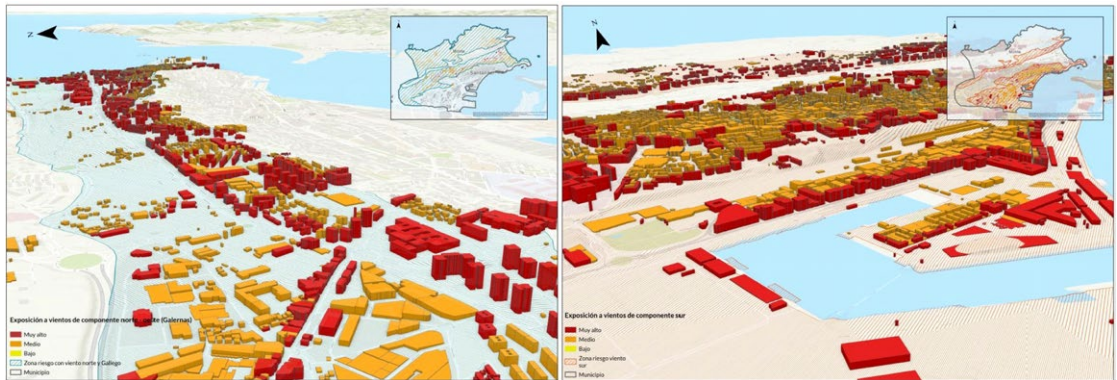 N
Exposición a vientos de componente norte (Galernas)
Muy alto
Medio
Bajo
Zona riesgo con viento norte y Gallego
Municipio
N
Exposición a vientos de componente sur
Muy alto
Medio
Bajo
Zona riesgo viento
sur
Municipio